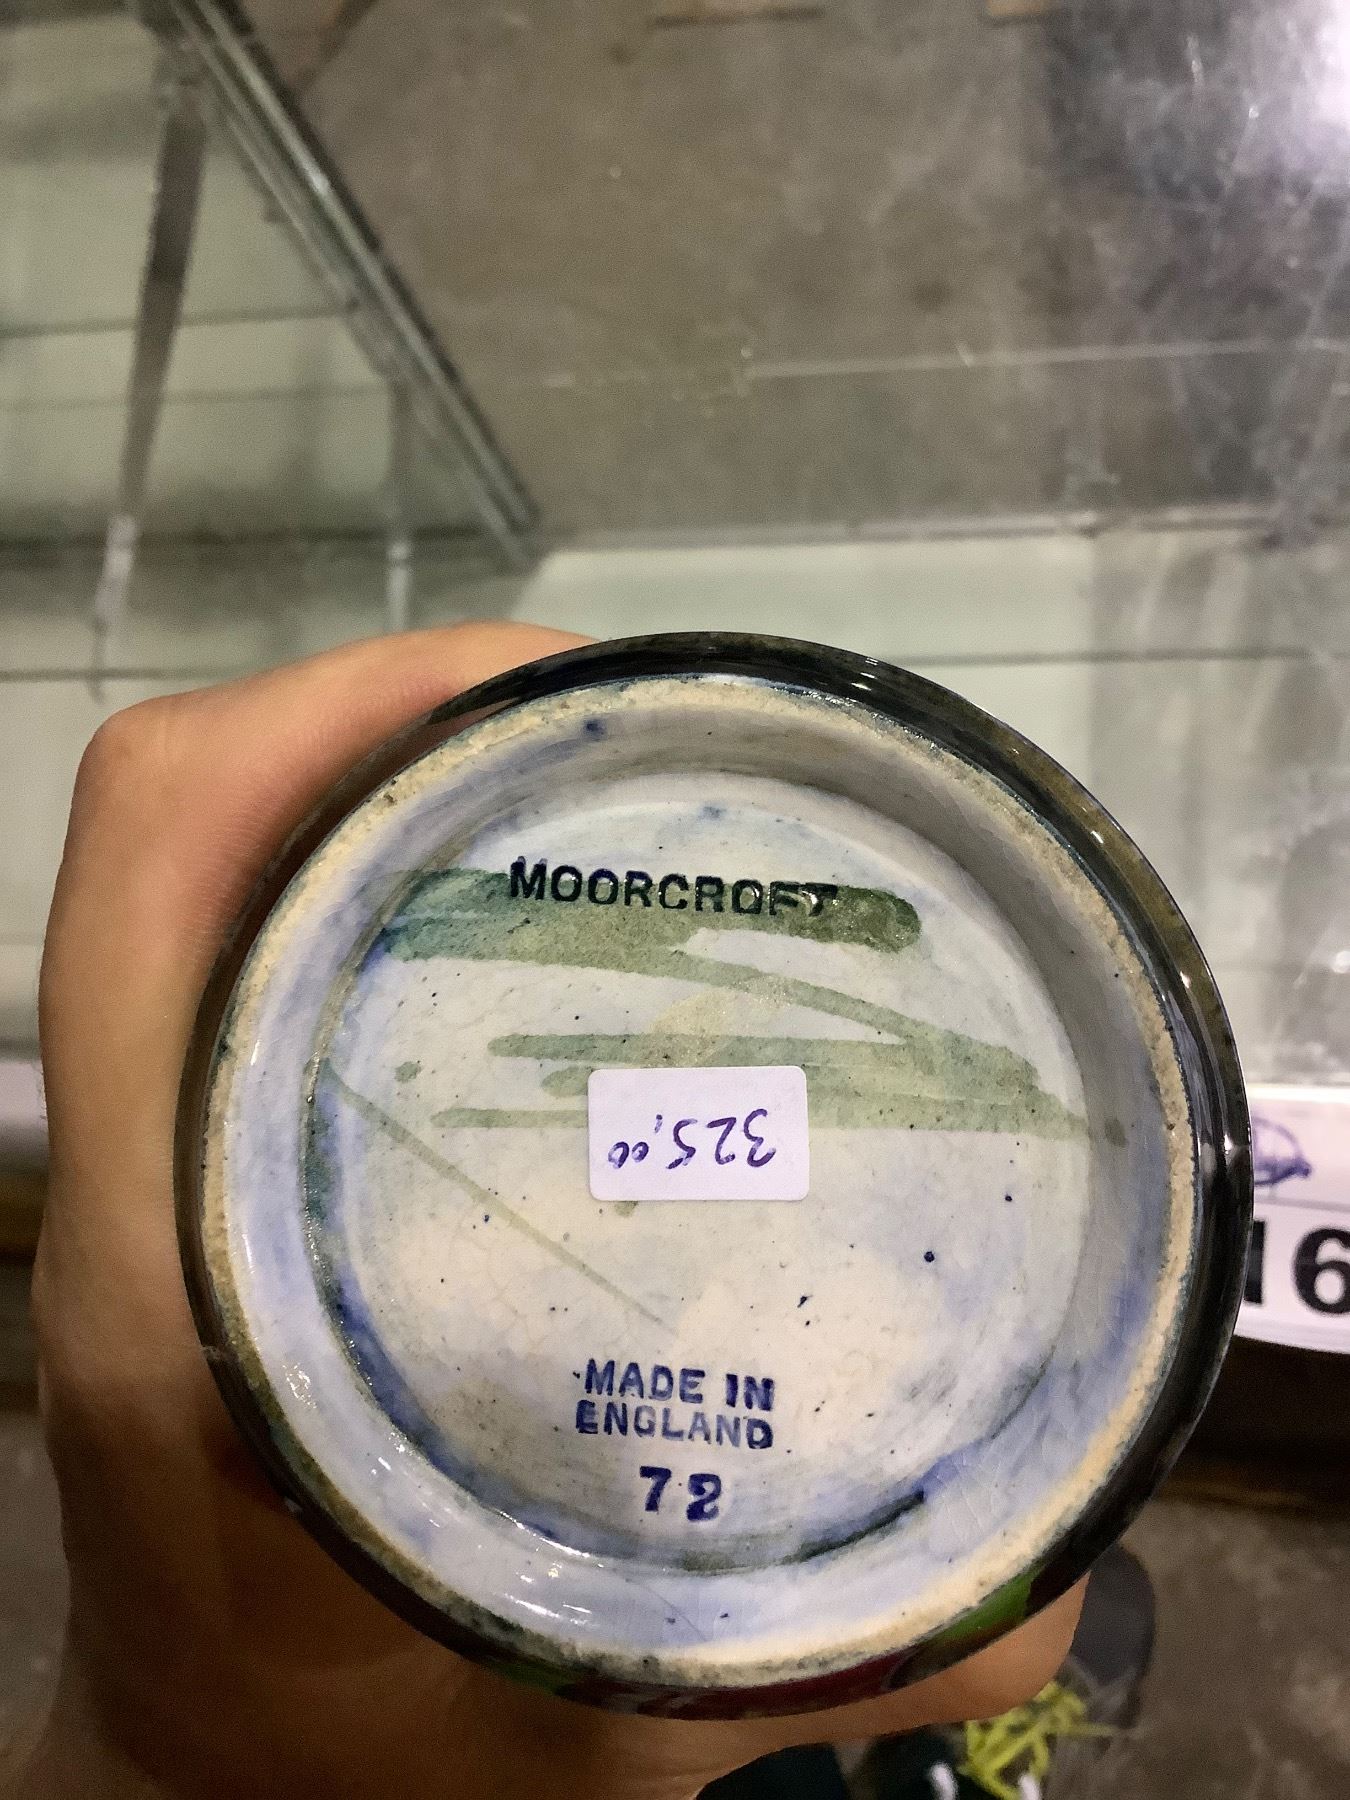 MOORCROFT
325,00
MADE IN
ENGLAND
72
16